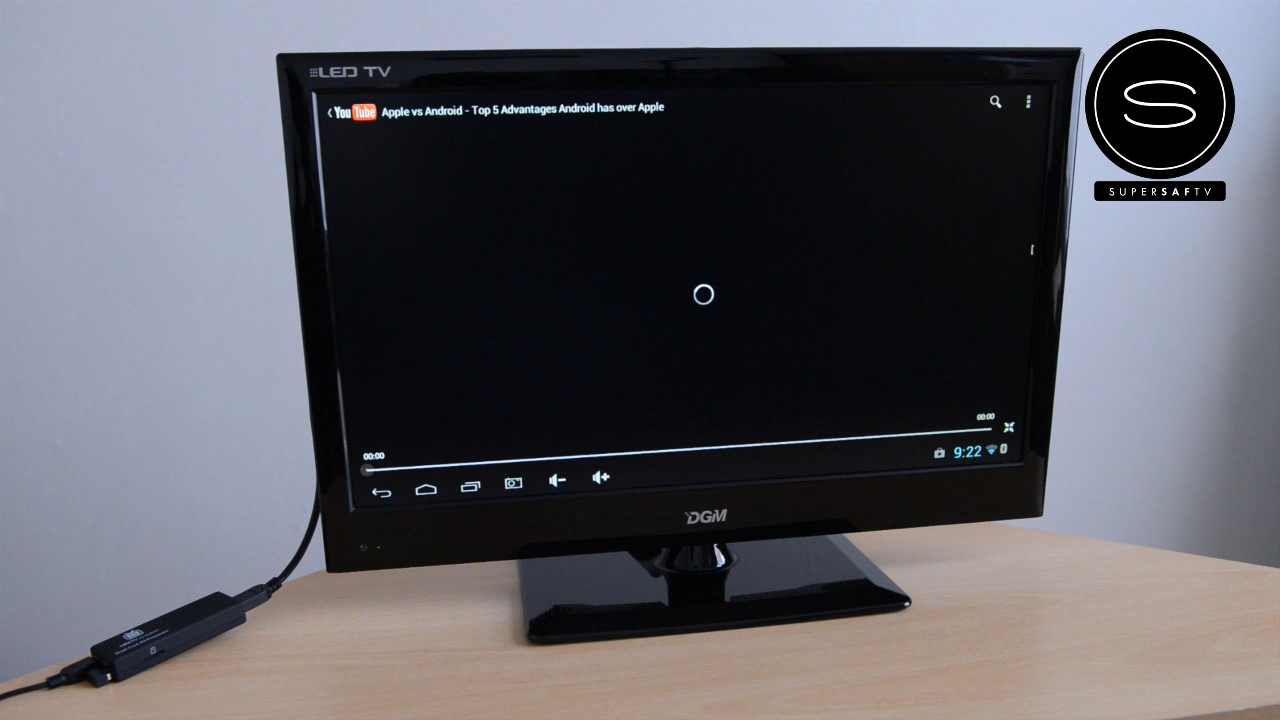 LED TV
YouTube Apple vs Android - Top 5 Advantages Android has over Apple
SUPERSAFTV
00:00
00:00
9:22
DGM